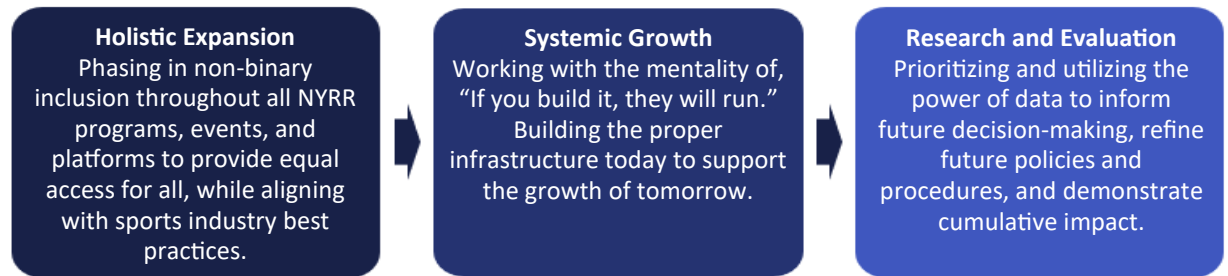 Holistic Expansion
Phasing in non-binary
inclusion throughout all NYRR
programs, events, and
platforms to provide equal
access for all, while aligning
with sports industry best
practices.
Systemic Growth
Working with the mentality of,
“If you build it, they will run.”
Building the proper
infrastructure today to support
the growth of tomorrow.
Research and Evaluation
Prioritizing and utilizing the
power of data to inform
future decision-making, refine
future policies and
procedures, and demonstrate
cumulative impact.